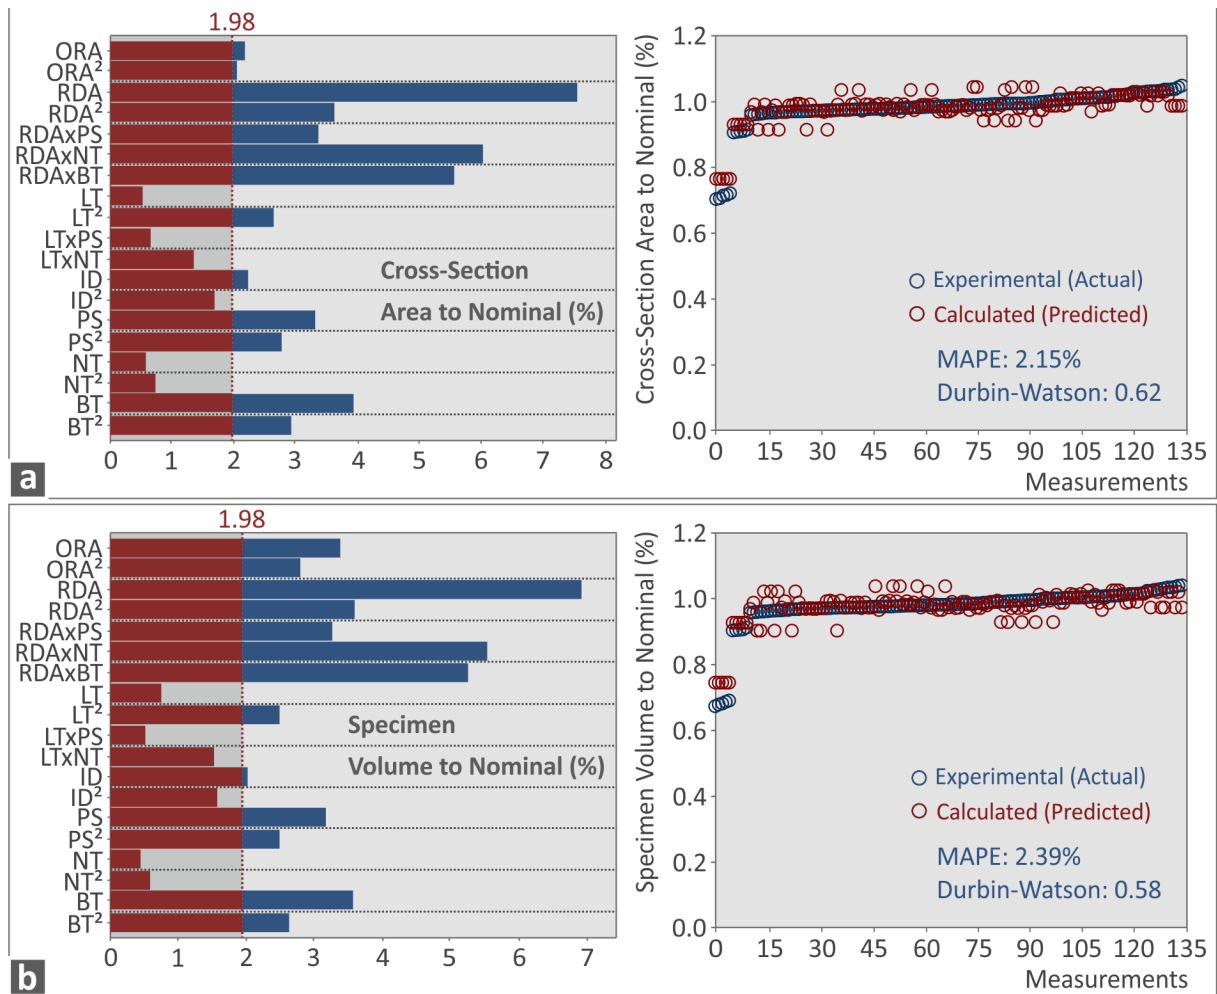 1.98
ORA
ORA²
RDA
RDA²
RDAxPS
RDAxNT
RDAxBT
LT
LT²
LTxPS
LTxNT
ID
ID²
PS
PS²
NT
NT²
BT
BT²
Cross-Section
Area to Nominal (%)
0 1 2 3 4 5 6 7 8
a
Cross-Section Area to Nominal (%)
1.2
1.0
0.8
0.6
0.4
0.2
0.0
Experimental (Actual)
Calculated (Predicted)
MAPE: 2.15%
Durbin-Watson: 0.62
0 15 30 45 60 75 90 105 120 135
Measurements
1.98
ORA
ORA²
RDA
RDA²
RDAxPS
RDAxNT
RDAxBT
LT
LT²
LTxPS
LTxNT
ID
ID²
PS
PS²
NT
NT²
BT
BT²
Specimen
Volume to Nominal (%)
0 1 2 3 4 5 6 7
b
Specimen Volume to Nominal (%)
1.2
1.0
0.8
0.6
0.4
0.2
0.0
Experimental (Actual)
Calculated (Predicted)
MAPE: 2.39%
Durbin-Watson: 0.58
0 15 30 45 60 75 90 105 120 135
Measurements